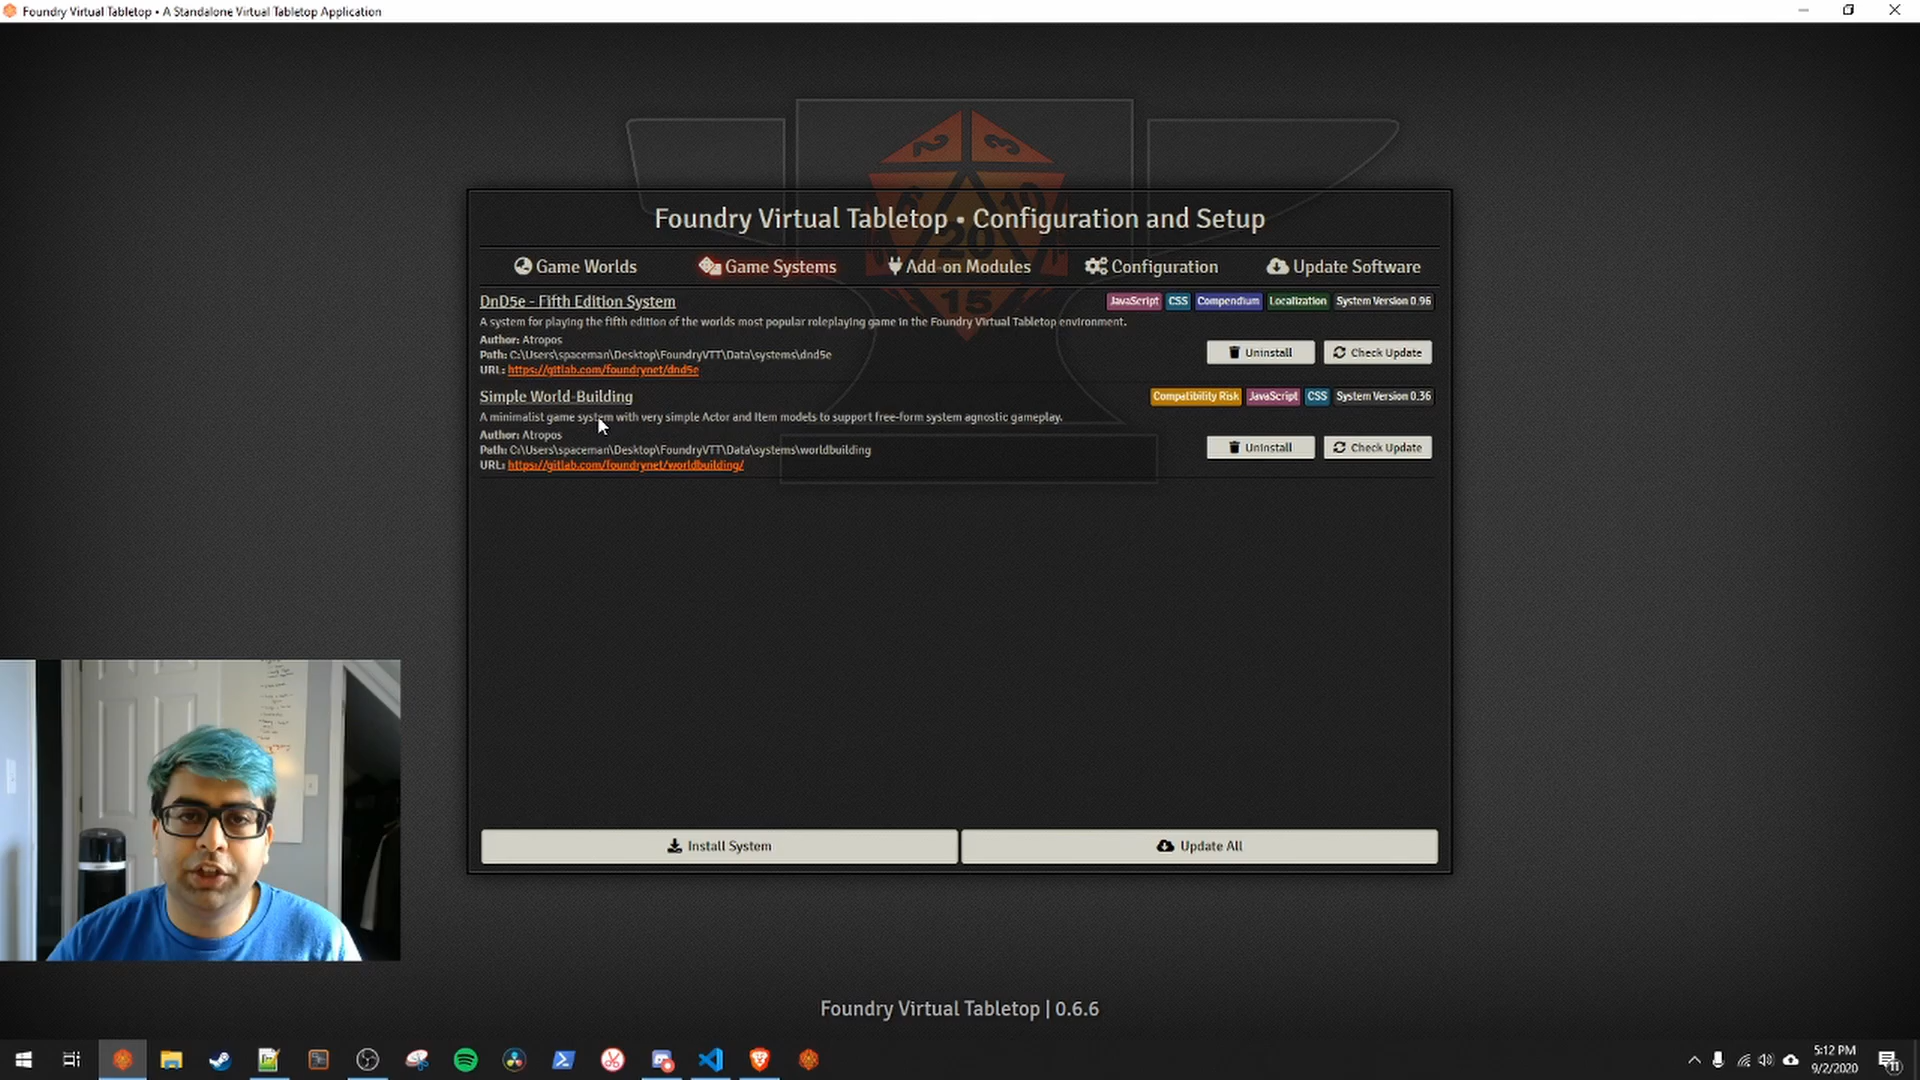 Foundry Virtual Tabletop • A Standalone Virtual Tabletop Application
Foundry Virtual Tabletop • Configuration and Setup
Game Worlds
Game Systems
Add-on Modules
Configuration
Update Software
DnD5e - Fifth Edition System
JavaScript CSS Compendium Localization System Version 0.96
A system for playing the fifth edition of the worlds most popular roleplaying game in the Foundry Virtual Tabletop environment.
Author: Atropos
Path: C:\Users\spaceman\Desktop\FoundryVTT\Data\systems\dnd5e
URL: https://gitlab.com/foundrynet/dnd5e
Uninstall
Check Update
Simple World-Building
Compatibility Risk JavaScript CSS System Version 0.36
A minimalist game system with very simple Actor and Item models to support free-form system agnostic gameplay.
Author: Atropos
Path: C:\Users\spaceman\Desktop\FoundryVTT\Data\systems\worldbuilding
URL: https://gitlab.com/foundrynet/worldbuilding/
Uninstall
Check Update
2
3
20
15
Install System
Update All
Foundry Virtual Tabletop | 0.6.6
5:12 PM
9/2/2020
11